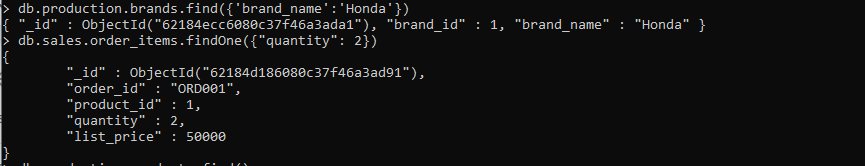 > db.production.brands.find({'brand_name':'Honda'})
{ "_id" : ObjectId("62184ecc6080c37f46a3ada1"), "brand_id" : 1, "brand_name" : "Honda" }
> db.sales.order_items.findOne({"quantity": 2})
{
        "_id" : ObjectId("62184d186080c37f46a3ad91"),
        "order_id" : "ORD001",
        "product_id" : 1,
        "quantity" : 2,
        "list_price" : 50000
}